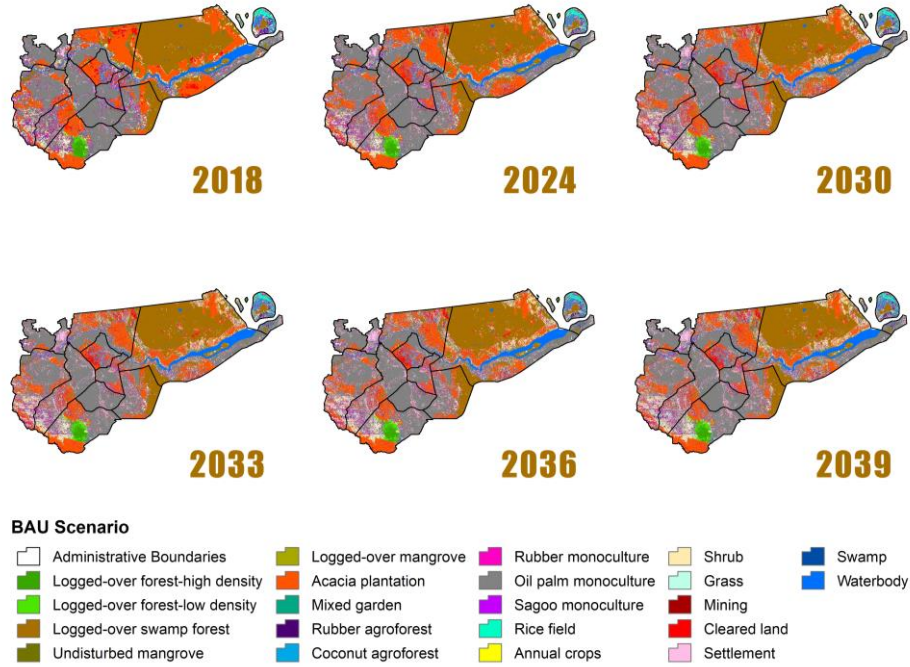 2018 2024 2030
2033 2036 2039
BAU Scenario
Administrative Boundaries
Logged-over forest-high density
Logged-over forest-low density
Logged-over swamp forest
Undisturbed mangrove
Logged-over mangrove
Acacia plantation
Mixed garden
Rubber agroforest
Coconut agroforest
Rubber monoculture
Oil palm monoculture
Sagoo monoculture
Rice field
Annual crops
Shrub
Grass
Mining
Cleared land
Settlement
Swamp
Waterbody